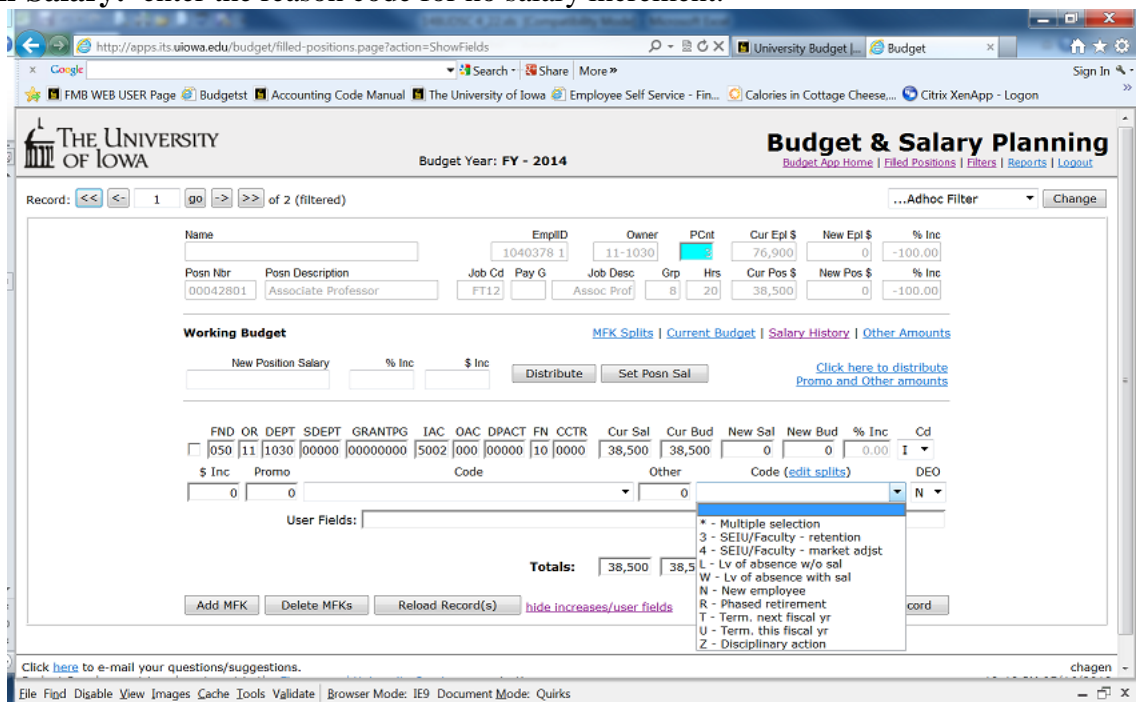 Salary: enter the reason code for no salary increment.
http://apps.its.uiowa.edu/budget/filled-positions.page?action=ShowFields
University Budget |... Budget ×
× Google Search Share More » Sign In
FMB WEB USER Page Budgetst Accounting Code Manual The University of Iowa Employee Self Service - Fin... Calories in Cottage Cheese,... Citrix XenApp - Logon »
THE UNIVERSITY OF IOWA
Budget Year: FY - 2014
Budget & Salary Planning
Budget App Home | Filled Positions | Filters | Reports | Logout
Record: << <- 1 go -> >> of 2 (filtered) ...Adhoc Filter Change
Name EmplID Owner PCnt Cur Epl $ New Epl $ % Inc
1040378 1 11-1030 76,900 0 -100.00
Posn Nbr Posn Description Job Cd Pay G Job Desc Grp Hrs Cur Pos $ New Pos $ % Inc
00042801 Associate Professor FT12 Assoc Prof 8 20 38,500 0 -100.00
Working Budget MFK Splits | Current Budget | Salary History | Other Amounts
New Position Salary % Inc $ Inc Distribute Set Posn Sal
Click here to distribute
Promo and Other amounts
FND OR DEPT SDEPT GRANTPG IAC OAC DPACT FN CCTR Cur Sal Cur Bud New Sal New Bud % Inc Cd
050 11 1030 00000 00000000 5002 000 00000 10 0000 38,500 38,500 0 0 0.00 I
$ Inc Promo Code Other Code (edit splits) DEO
0 0 0 N
User Fields:
* - Multiple selection
3 - SEIU/Faculty - retention
4 - SEIU/Faculty - market adjst
L - Lv of absence w/o sal
W - Lv of absence with sal
N - New employee
R - Phased retirement
T - Term. next fiscal yr
U - Term. this fiscal yr
Z - Disciplinary action
Totals: 38,500 38,5
Add MFK Delete MFKs Reload Record(s) hide increases/user fields cord
Click here to e-mail your questions/suggestions. chagen
File Find Disable View Images Cache Tools Validate Browser Mode: IE9 Document Mode: Quirks